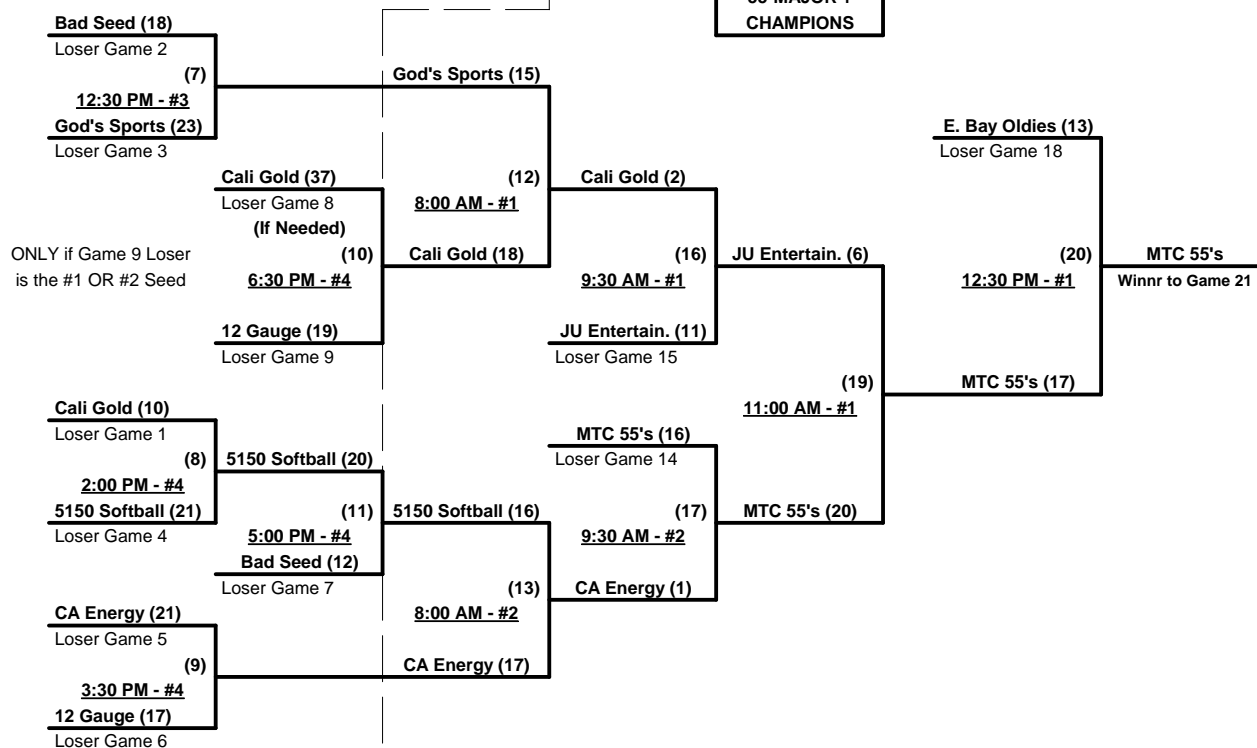 CHAMPIONS
Bad Seed (18)
Loser Game 2
(7)
12:30 PM - #3
God's Sports (23)
Loser Game 3
God's Sports (15)
E. Bay Oldies (13)
Loser Game 18
Cali Gold (37)
Loser Game 8
(If Needed)
(12)
8:00 AM - #1
Cali Gold (2)
ONLY if Game 9 Loser
is the #1 OR #2 Seed
(10)
6:30 PM - #4
Cali Gold (18)
(16)
9:30 AM - #1
JU Entertain. (6)
(20)
12:30 PM - #1
MTC 55's
Winnr to Game 21
12 Gauge (19)
Loser Game 9
JU Entertain. (11)
Loser Game 15
(19)
11:00 AM - #1
MTC 55's (17)
Cali Gold (10)
Loser Game 1
(8)
2:00 PM - #4
5150 Softball (21)
Loser Game 4
5150 Softball (20)
MTC 55's (16)
Loser Game 14
(11)
5:00 PM - #4
5150 Softball (16)
(17)
9:30 AM - #2
MTC 55's (20)
Bad Seed (12)
Loser Game 7
(13)
8:00 AM - #2
CA Energy (1)
CA Energy (21)
Loser Game 5
(9)
3:30 PM - #4
CA Energy (17)
12 Gauge (17)
Loser Game 6